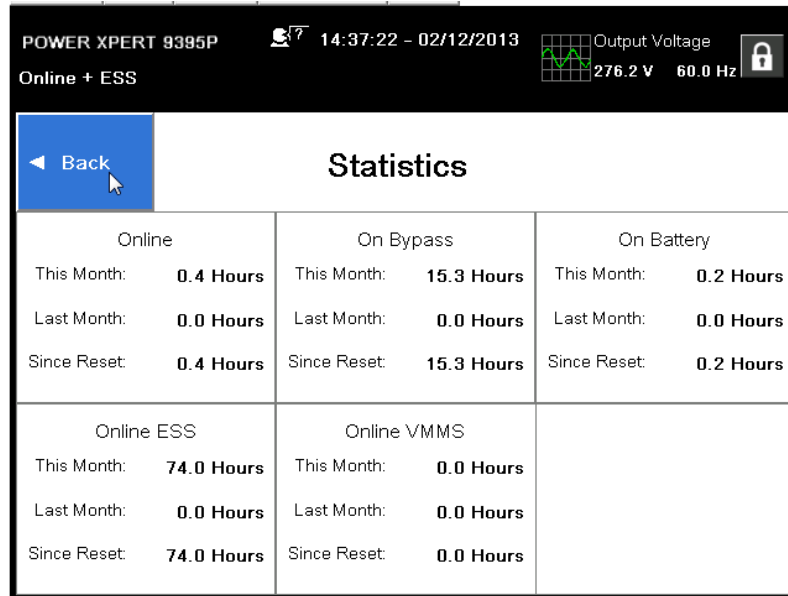 POWER XPERT 9395P
? 14:37:22 - 02/12/2013
Output Voltage
Online + ESS
276.2 V 60.0 Hz
Back
Statistics
Online
This Month: 0.4 Hours
Last Month: 0.0 Hours
Since Reset: 0.4 Hours
On Bypass
This Month: 15.3 Hours
Last Month: 0.0 Hours
Since Reset: 15.3 Hours
On Battery
This Month: 0.2 Hours
Last Month: 0.0 Hours
Since Reset: 0.2 Hours
Online ESS
This Month: 74.0 Hours
Last Month: 0.0 Hours
Since Reset: 74.0 Hours
Online VMMS
This Month: 0.0 Hours
Last Month: 0.0 Hours
Since Reset: 0.0 Hours